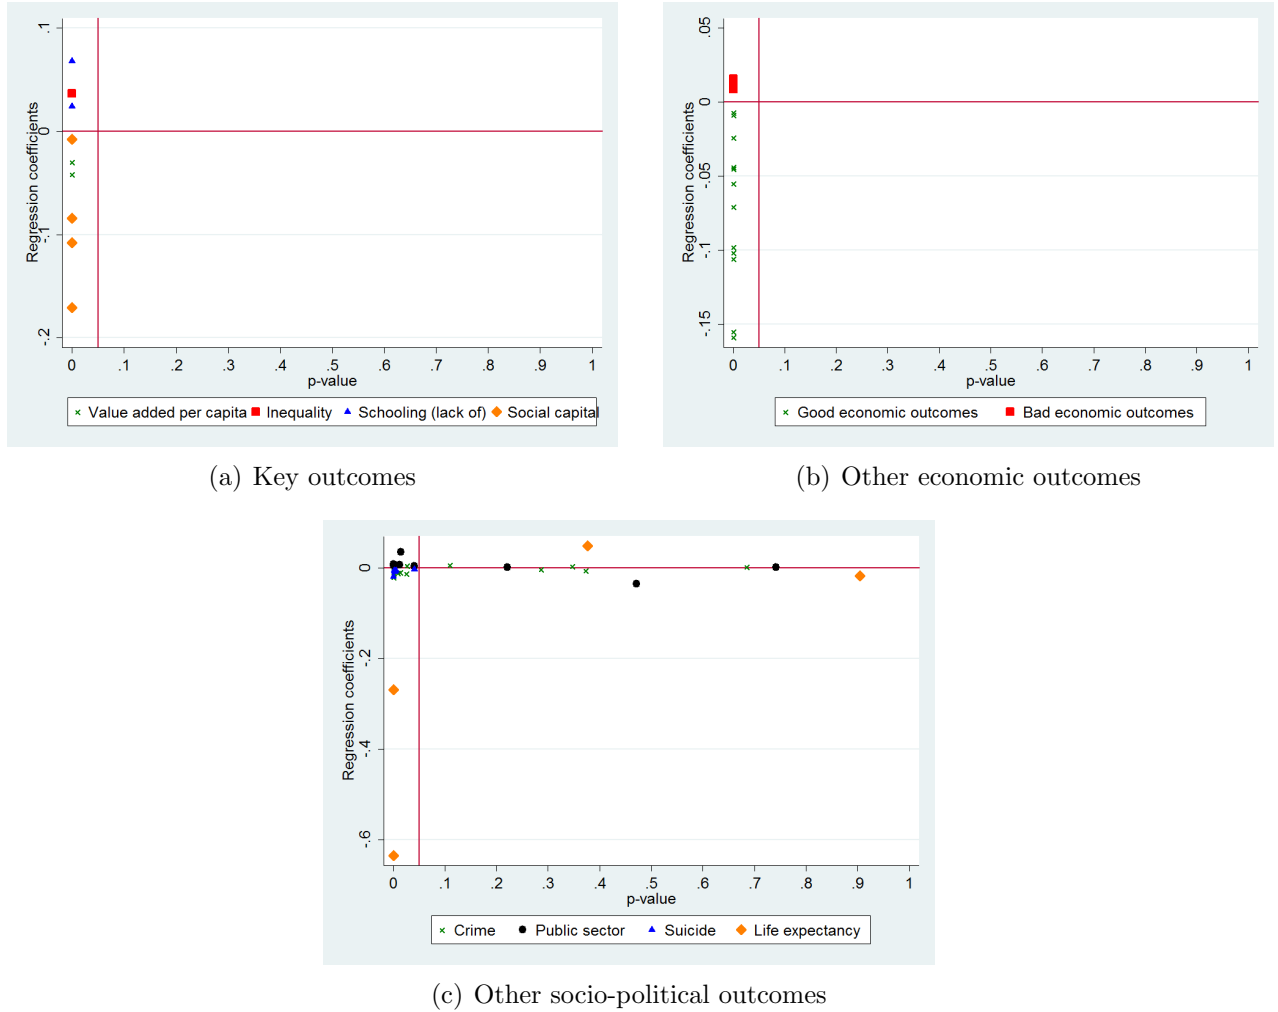 .1
0
-.1
-.2
Regression coefficients
0 .1 .2 .3 .4 .5 .6 .7 .8 .9 1
p-value
Value added per capita Inequality Schooling (lack of) Social capital
(a) Key outcomes
.05
0
-.05
-.1
-.15
Regression coefficients
0 .1 .2 .3 .4 .5 .6 .7 .8 .9 1
p-value
Good economic outcomes Bad economic outcomes
(b) Other economic outcomes
0
-.2
-.4
-.6
Regression coefficients
0 .1 .2 .3 .4 .5 .6 .7 .8 .9 1
p-value
Crime Public sector Suicide Life expectancy
(c) Other socio-political outcomes